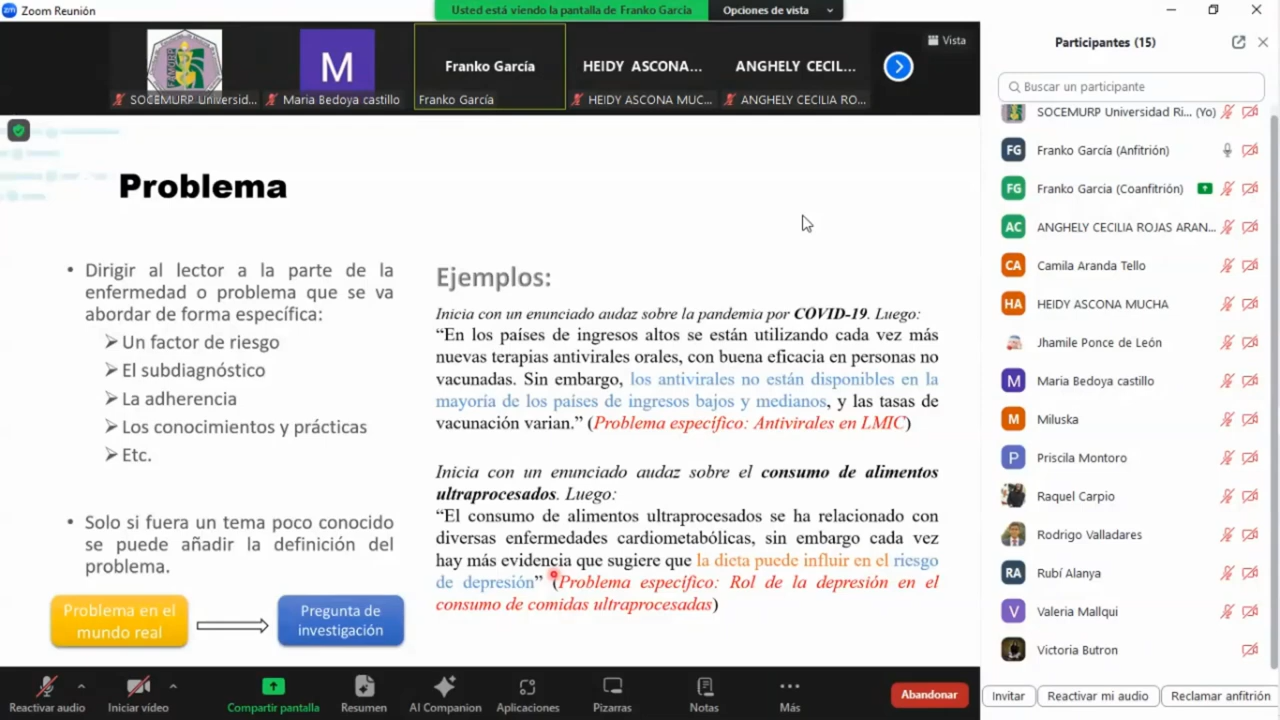 Zoom Reunión
Usted está viendo la pantalla de Franko Garcia
Opciones de vista
Vista
M
Franko García
HEIDY ASCONA...
ANGHELY CECIL...
SOCEMURP Universid...
Maria Bedoya castillo
Franko García
HEIDY ASCONA MUC...
ANGHELY CECILIA RO...
Problema
• Dirigir al lector a la parte de la
enfermedad o problema que se va
abordar de forma específica:
➢ Un factor de riesgo
➢ El subdiagnóstico
➢ La adherencia
➢ Los conocimientos y prácticas
➢ Etc.
• Solo si fuera un tema poco conocido
se puede añadir la definición del
problema.
Problema en el
mundo real
Pregunta de
investigación
Ejemplos:
Inicia con un enunciado audaz sobre la pandemia por COVID-19. Luego:
“En los países de ingresos altos se están utilizando cada vez más
nuevas terapias antivirales orales, con buena eficacia en personas no
vacunadas. Sin embargo, los antivirales no están disponibles en la
mayoría de los países de ingresos bajos y medianos, y las tasas de
vacunación varian.” (Problema específico: Antivirales en LMIC)
Inicia con un enunciado audaz sobre el consumo de alimentos
ultraprocesados. Luego:
“El consumo de alimentos ultraprocesados se ha relacionado con
diversas enfermedades cardiometabólicas, sin embargo cada vez
hay más evidencia que sugiere que la dieta puede influir en el riesgo
de depresión” (Problema específico: Rol de la depresión en el
consumo de comidas ultraprocesadas)
Participantes (15)
Buscar un participante
SOCEMURP Universidad Ri... (Yo)
FG Franko García (Anfitrión)
FG Franko Garcia (Coanfitrión)
AC ANGHELY CECILIA ROJAS ARAN...
CA Camila Aranda Tello
HA HEIDY ASCONA MUCHA
Jhamile Ponce de León
M Maria Bedoya castillo
M Miluska
P Priscila Montoro
Raquel Carpio
Rodrigo Valladares
RA Rubí Alanya
V Valeria Mallqui
Victoria Butron
Invitar
Reactivar mi audio
Reclamar anfitrión
Reactivar audio
Iniciar vídeo
Compartir pantalla
Resumen
AI Companion
Aplicaciones
Pizarras
Notas
Más
Abandonar